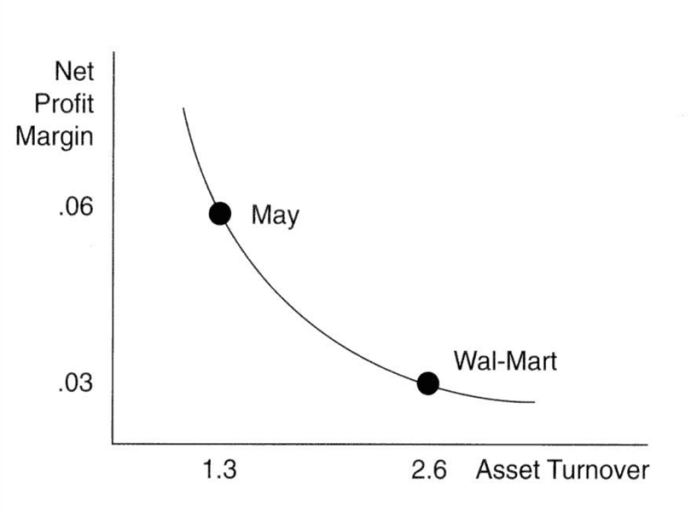 Net
Profit
Margin
.06
May
Wal-Mart
.03
1.3
2.6
Asset Turnover